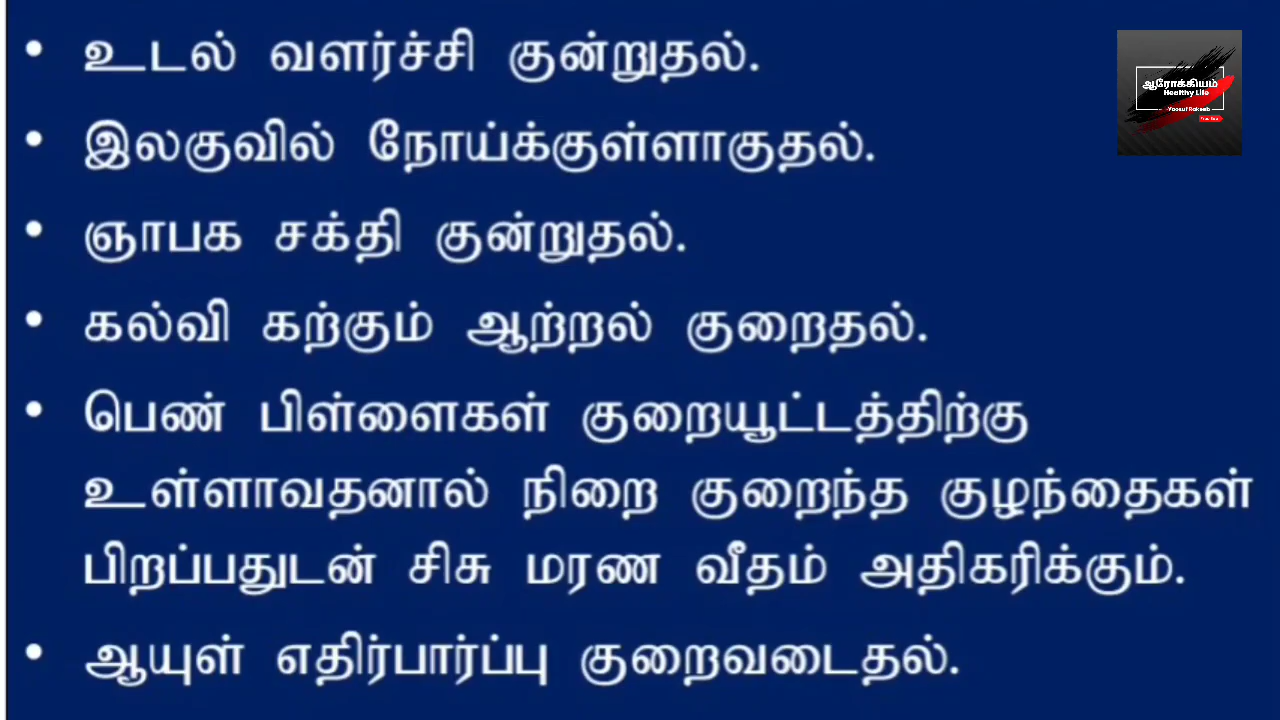 • உடல் வளர்ச்சி குன்றுதல்.
• இலகுவில் நோய்க்குள்ளாகுதல்.
• ஞாபக சக்தி குன்றுதல்.
• கல்வி கற்கும் ஆற்றல் குறைதல்.
• பெண் பிள்ளைகள் குறையூட்டத்திற்கு
உள்ளாவதனால் நிறை குறைந்த குழந்தைகள்
பிறப்பதுடன் சிசு மரண வீதம் அதிகரிக்கும்.
• ஆயுள் எதிர்பார்ப்பு குறைவடைதல்.
ஆரோக்கியம்
Healthy Life